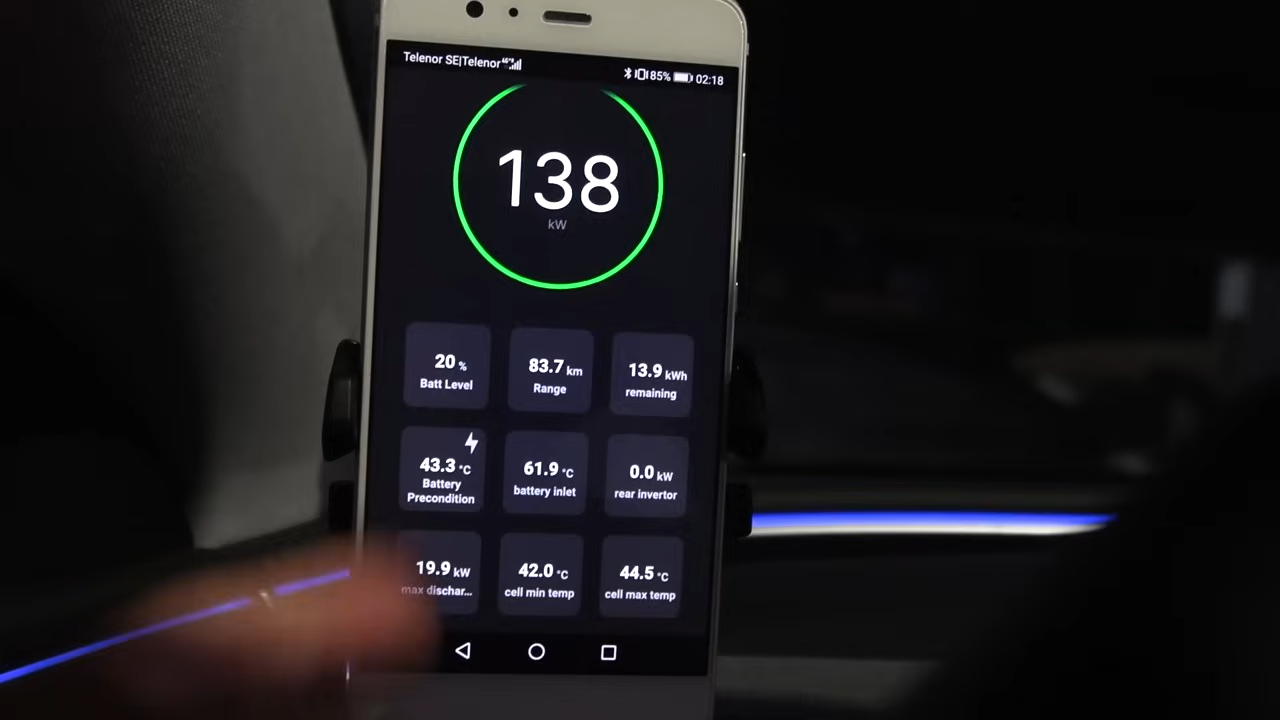 Telenor SE|Telenor 85% 02:18
138
kW
20 % 83.7 km 13.9 kWh
Batt Level Range remaining
43.3 °C 61.9 °C 0.0 kW
Battery Precondition battery inlet rear invertor
19.9 kW 42.0 °C 44.5 °C
max dischar... cell min temp cell max temp